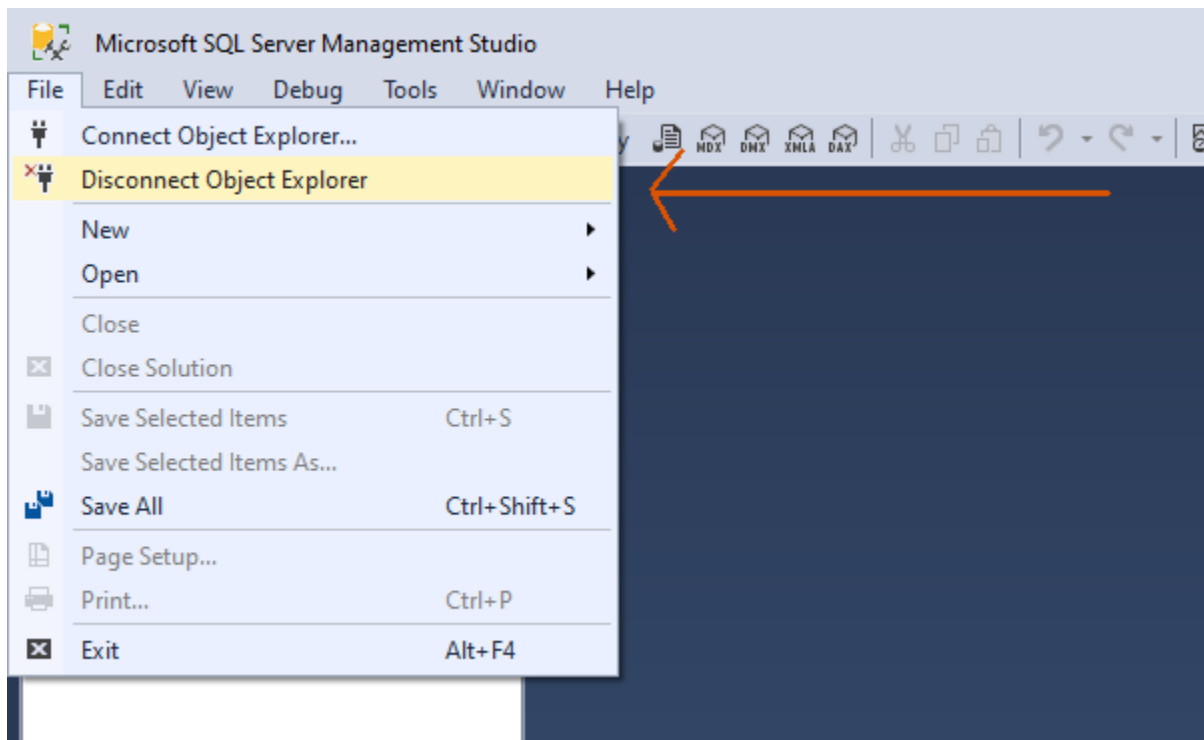 Microsoft SQL Server Management Studio
File Edit View Debug Tools Window Help
MDX DMX XMLA DAX
Connect Object Explorer...
Disconnect Object Explorer
New
Open
Close
Close Solution
Save Selected Items Ctrl+S
Save Selected Items As...
Save All Ctrl+Shift+S
Page Setup...
Print... Ctrl+P
Exit Alt+F4